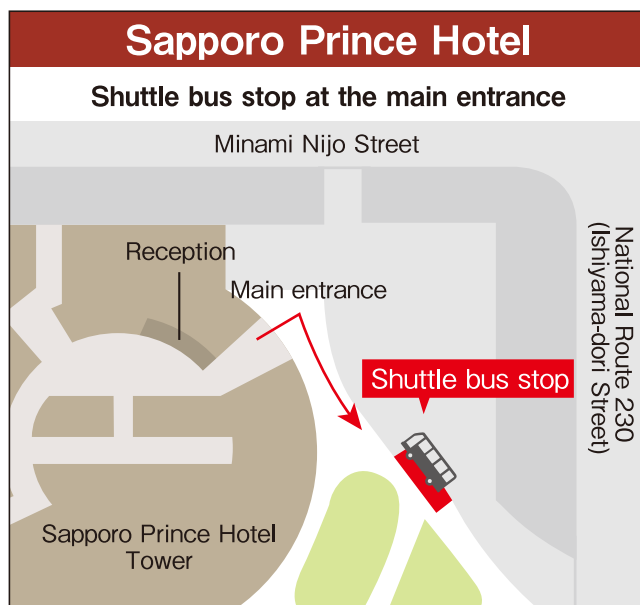 Sapporo Prince Hotel
Shuttle bus stop at the main entrance
Minami Nijo Street
Reception
Main entrance
National Route 230
(Ishiyama-dori Street)
Shuttle bus stop
Sapporo Prince Hotel
Tower